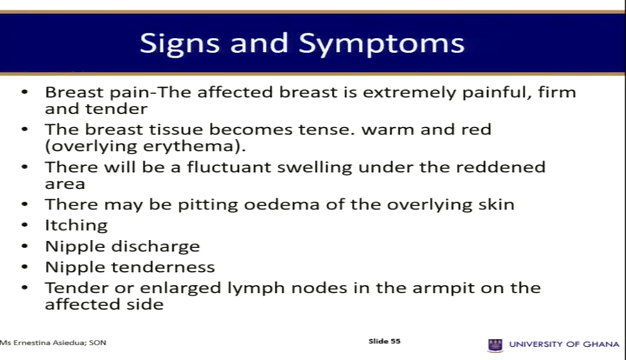 Signs and Symptoms
• Breast pain-The affected breast is extremely painful, firm
and tender
• The breast tissue becomes tense. warm and red
(overlying erythema).
• There will be a fluctuant swelling under the reddened
area
• There may be pitting oedema of the overlying skin
• Itching
• Nipple discharge
• Nipple tenderness
• Tender or enlarged lymph nodes in the armpit on the
affected side
Ms Ernestina Asiedua; SON
Slide 55
UNIVERSITY OF GHANA